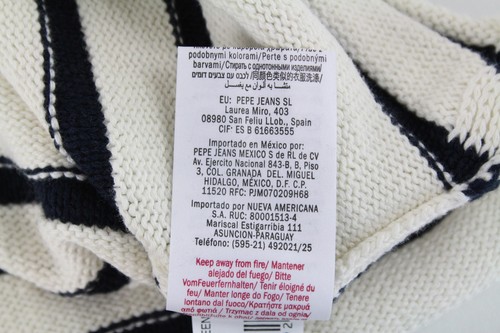 podobnymi kolorami/ Perte s podobnymi
barvami/ Стирать с однотонными изделиями
EU: PEPE JEANS SL
Laurea Miro, 403
08980 San Feliu LLob., Spain
CIF: ES B 61663555
Importado en México por:
PEPE JEANS MEXICO S de RL de CV
Av. Ejercito Nacional 843-B, Piso
3, COL. GRANADA DEL MIGUEL
HIDALGO, MÉXICO, D.F. C.P.
11520 RFC: PJM070209H68
Importado por NUEVA AMERICANA
S.A. RUC: 80001513-4
Mariscal Estigarribia 111
ASUNCION-PARAGUAY
Teléfono: (595-21) 492021/25
Keep away from fire/ Mantener
alejado del fuego/ Bitte
VomFeuerfernhalten/ Tenir éloigné du
feu/ Manter longe do Fogo/ Tenere
lontano dal fuoco/ Κρατήστε μακριά